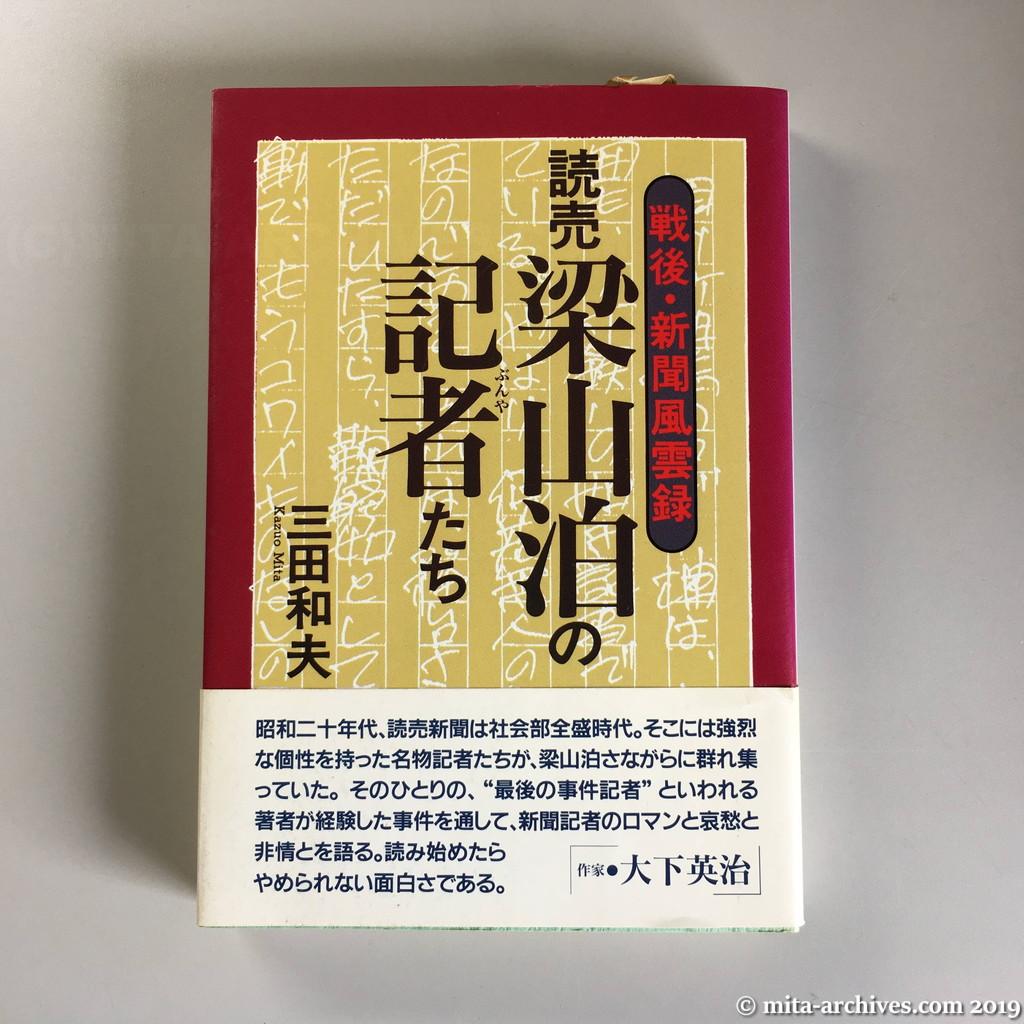 戦後・新聞風雲録
読売
梁山泊の
記者たち
ぶんや
三田和夫
Kazuo Mita
昭和二十年代、読売新聞は社会部全盛時代。そこには強烈
な個性を持った名物記者たちが、梁山泊さながらに群れ集
っていた。そのひとりの、“最後の事件記者”といわれる
著者が経験した事件を通して、新聞記者のロマンと哀愁と
非情とを語る。読み始めたら
やめられない面白さである。
作家●大下英治
© mita-archives.com 2019